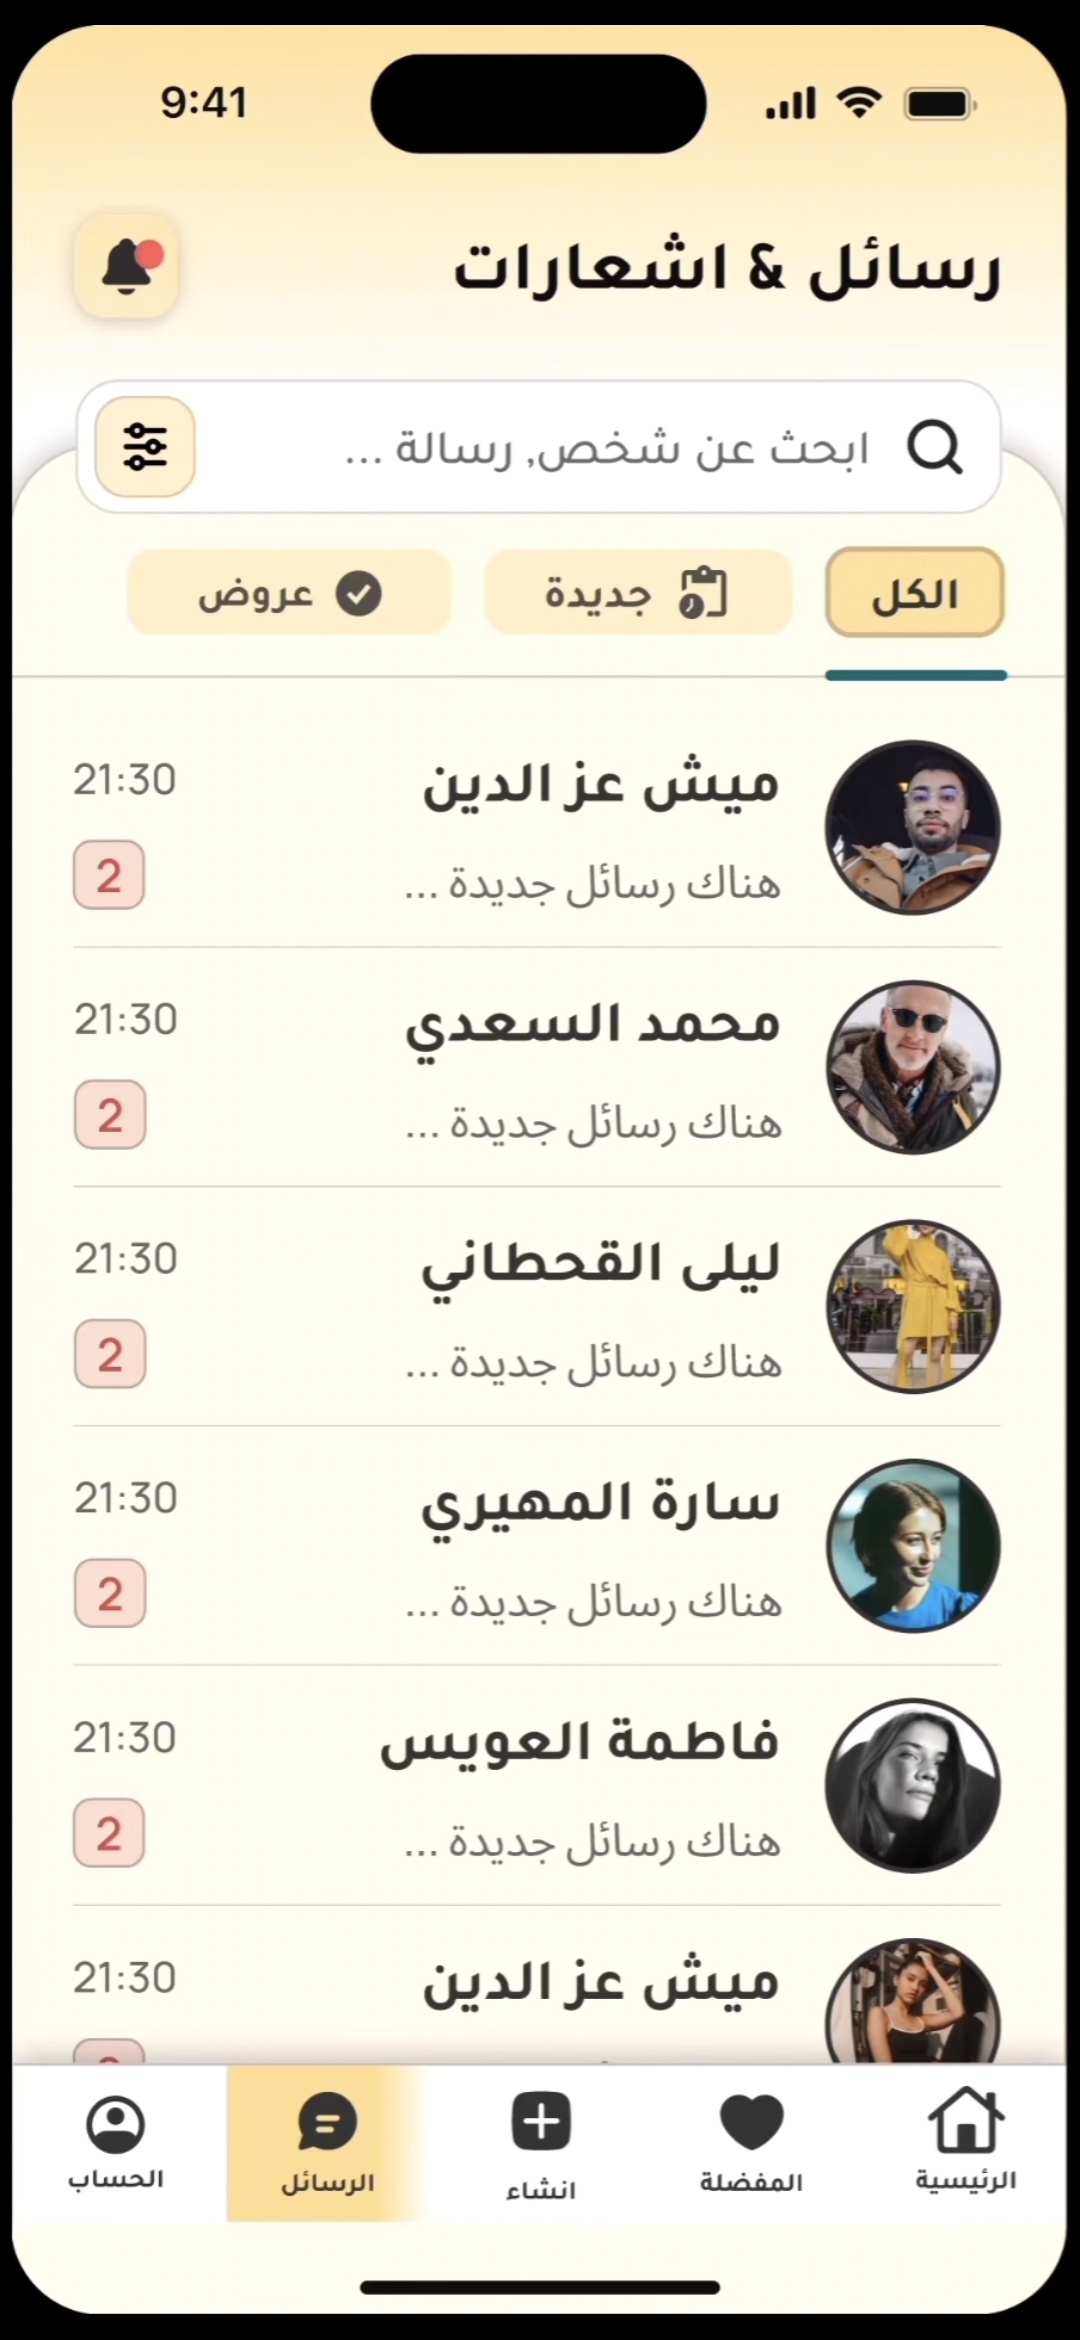 9:41
رسائل & اشعارات
ابحث عن شخص, رسالة ...
الكل
جديدة
عروض
ميش عز الدين
21:30
هناك رسائل جديدة ...
2
محمد السعدي
21:30
هناك رسائل جديدة ...
2
ليلى القحطاني
21:30
هناك رسائل جديدة ...
2
سارة المهيري
21:30
هناك رسائل جديدة ...
2
فاطمة العويس
21:30
هناك رسائل جديدة ...
2
ميش عز الدين
21:30
الرئيسية
المفضلة
انشاء
الرسائل
الحساب